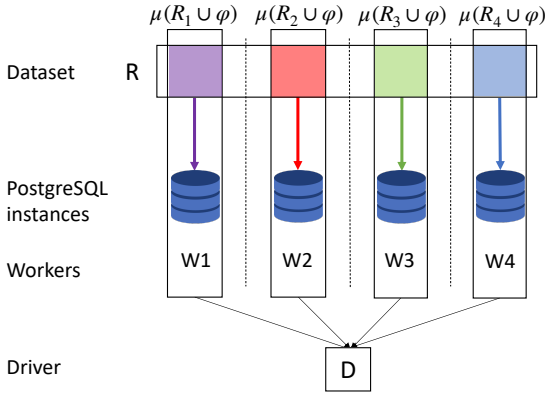 μ(R₁ ∪ φ) μ(R₂ ∪ φ) μ(R₃ ∪ φ) μ(R₄ ∪ φ)
Dataset R
PostgreSQL
instances
Workers W1 W2 W3 W4
Driver D